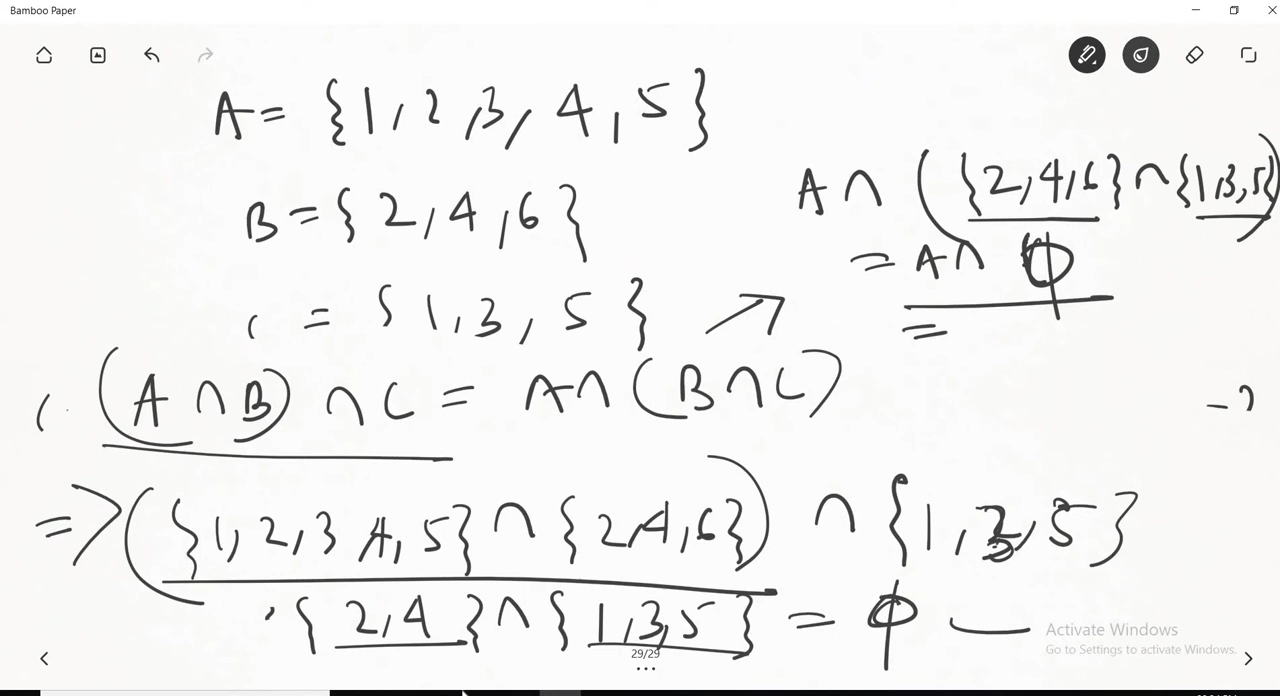 Bamboo Paper
A = {1, 2, 3, 4, 5}
B = {2, 4, 6}
C = {1, 3, 5}
A ∩ ({2, 4, 6} ∩ {1, 3, 5})
= A ∩ ϕ
=
(A ∩ B) ∩ C = A ∩ (B ∩ C)
=> ({1, 2, 3 4, 5} ∩ {2, 4, 6}) ∩ {1, 3, 5}
{2, 4} ∩ {1, 3, 5} = ϕ
29/29
Activate Windows
Go to Settings to activate Windows.